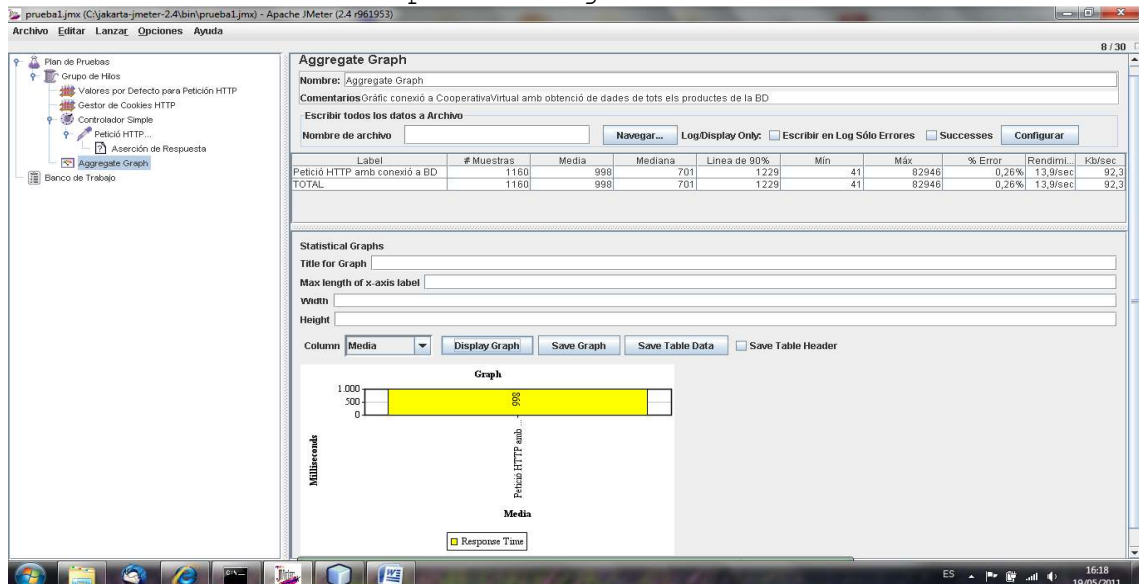 prueba1.jmx (C:\jakarta-jmeter-2.4\bin\prueba1.jmx) - Apache JMeter (2.4 r961953)
Archivo Editar Lanzar Opciones Ayuda
8 / 30
Plan de Pruebas
Grupo de Hilos
Valores por Defecto para Petición HTTP
Gestor de Cookies HTTP
Controlador Simple
Petició HTTP...
Aserción de Respuesta
Aggregate Graph
Banco de Trabajo
Aggregate Graph
Nombre: Aggregate Graph
Comentarios Gráfic conexió a CooperativaVirtual amb obtenció de dades de tots els productes de la BD
Escribir todos los datos a Archivo
Nombre de archivo Navegar... Log/Display Only: Escribir en Log Sólo Errores Successes Configurar
Label # Muestras Media Mediana Linea de 90% Mín Máx % Error Rendimi... Kb/sec
Petició HTTP amb conexió a BD 1160 998 701 1229 41 82946 0,26% 13,9/sec 92,3
TOTAL 1160 998 701 1229 41 82946 0,26% 13,9/sec 92,3
Statistical Graphs
Title for Graph
Max length of x-axis label
Width
Height
Column Media Display Graph Save Graph Save Table Data Save Table Header
Graph
1.000
500
0
998
Milliseconds
Petició HTTP amb ...
Media
Response Time
ES
16:18
19/05/2011